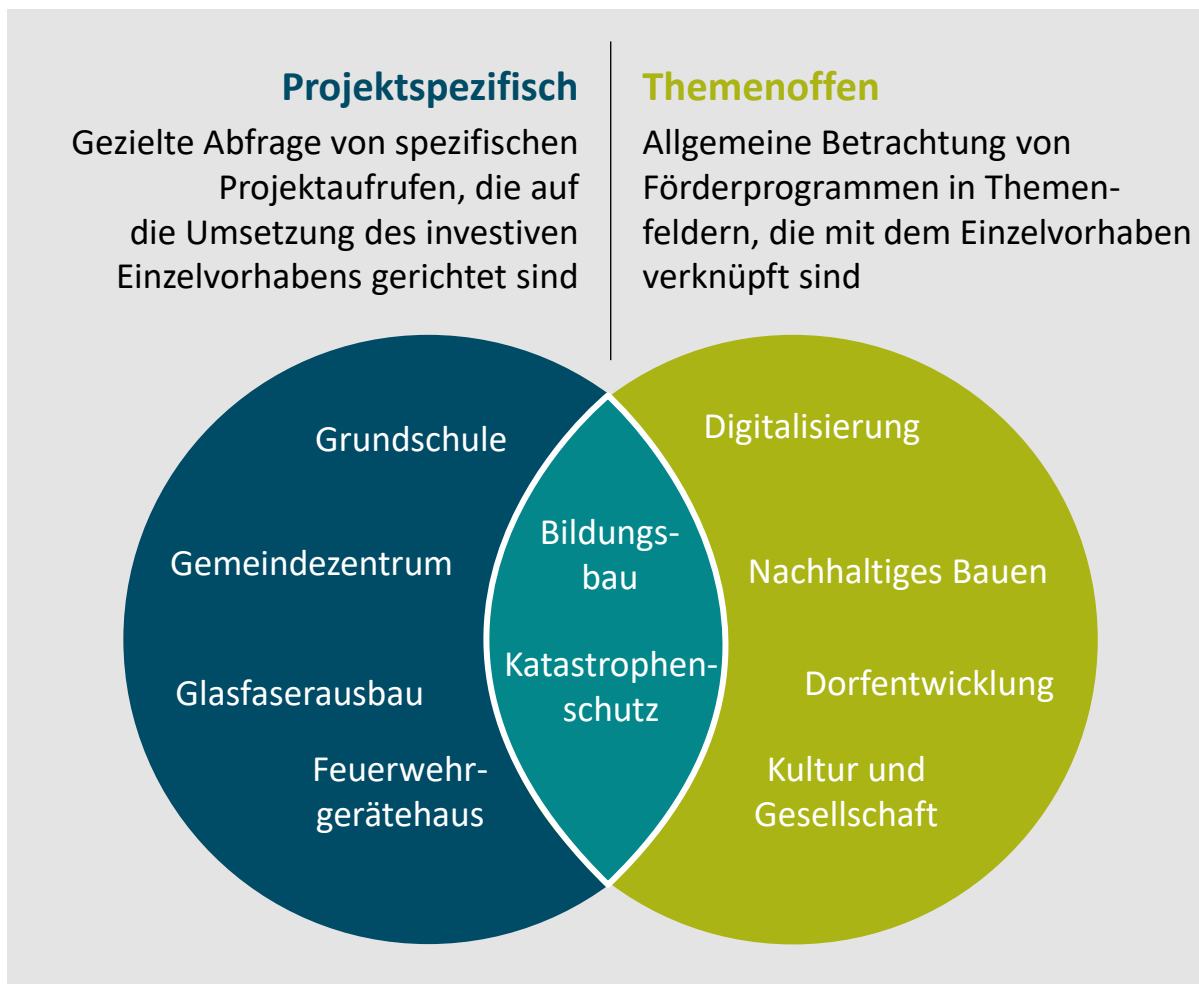 Projektspezifisch
Gezielte Abfrage von spezifischen
Projektaufrufen, die auf
die Umsetzung des investiven
Einzelvorhabens gerichtet sind
Themenoffen
Allgemeine Betrachtung von
Förderprogrammen in Themen-
feldern, die mit dem Einzelvorhaben
verknüpft sind
Grundschule
Gemeindezentrum
Glasfaserausbau
Feuerwehr-
gerätehaus
Bildungs-
bau
Katastrophen-
schutz
Digitalisierung
Nachhaltiges Bauen
Dorfentwicklung
Kultur und
Gesellschaft